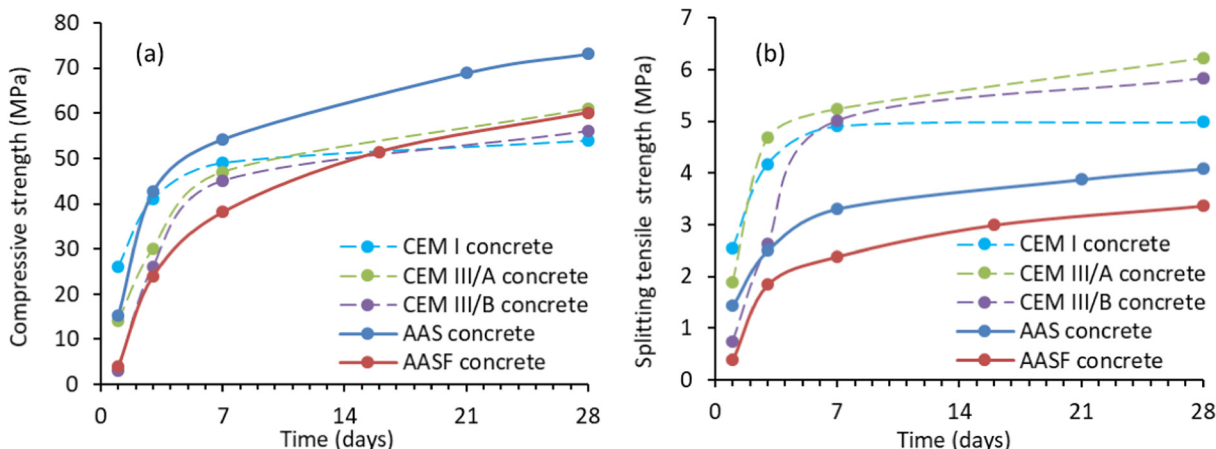 (a)
Compressive strength (MPa)
80
70
60
50
40
30
20
10
0
CEM I concrete
CEM III/A concrete
CEM III/B concrete
AAS concrete
AASF concrete
0 7 14 21 28
Time (days)
(b)
Splitting tensile strength (MPa)
7
6
5
4
3
2
1
0
CEM I concrete
CEM III/A concrete
CEM III/B concrete
AAS concrete
AASF concrete
0 7 14 21 28
Time (days)